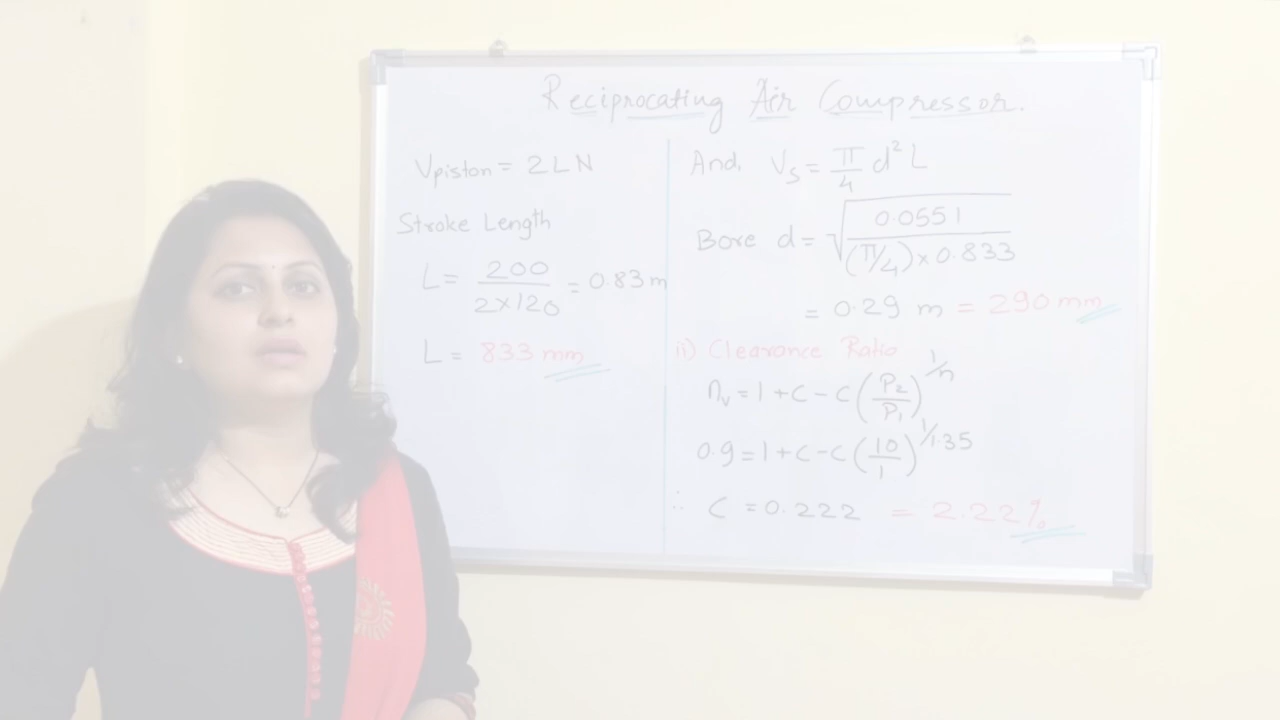 Reciprocating Air Compressor.
Vpiston = 2LN
Stroke Length
L = 200 / 2×120 = 0.83m
L = 833 mm
And, Vs = π/4 d² L
Bore d = √(0.0551 / (π/4)×0.833)
= 0.29 m = 290 mm
ii) Clearance Ratio
ηv = 1 + C - C (P2/P1)^1/n
0.9 = 1 + C - C (10/1)^1/1.35
∴ C = 0.222 = 2.22%